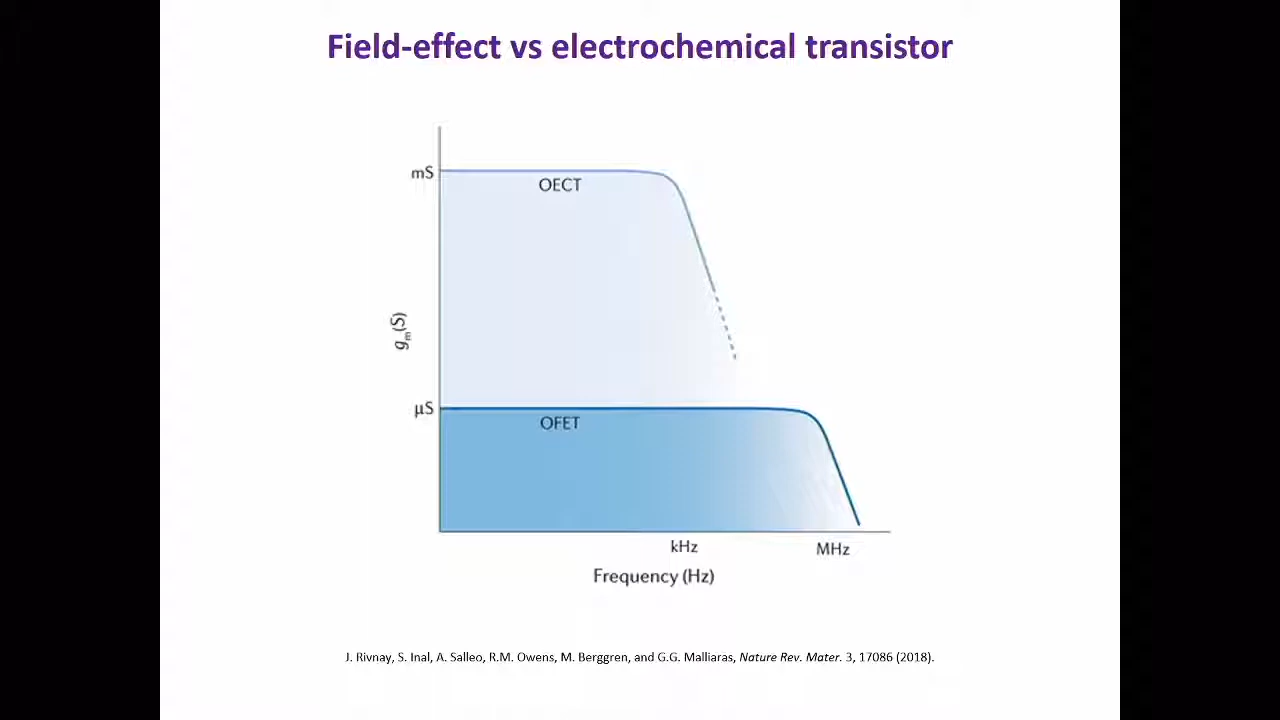 Field-effect vs electrochemical transistor
mS
OECT
gm(S)
μS
OFET
kHz
MHz
Frequency (Hz)
J. Rivnay, S. Inal, A. Salleo, R.M. Owens, M. Berggren, and G.G. Malliaras, Nature Rev. Mater. 3, 17086 (2018).